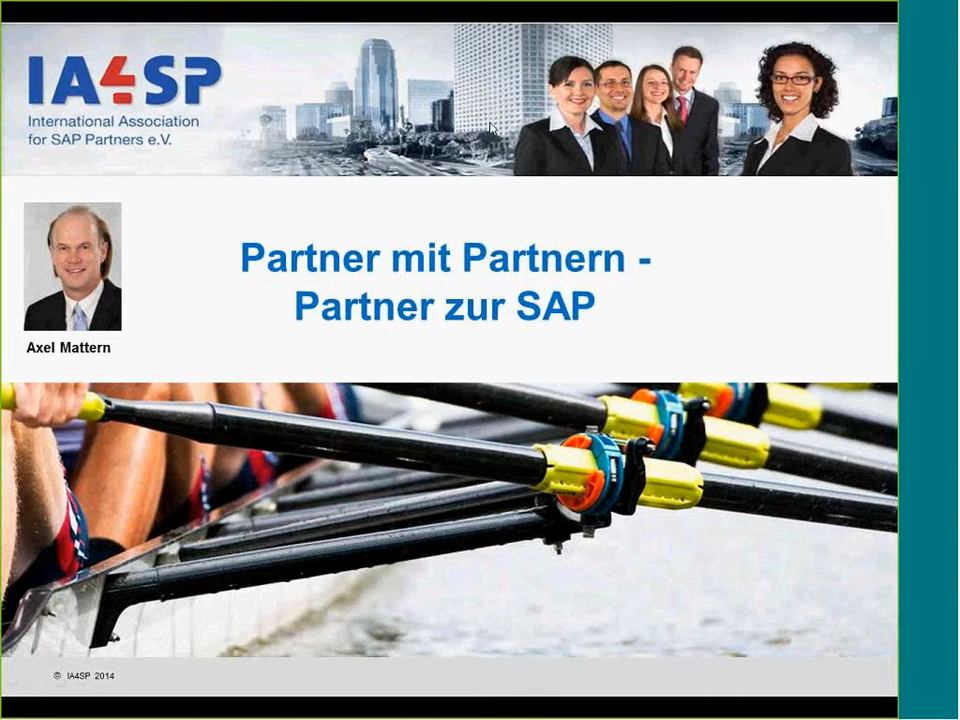 IA4SP
International Association
for SAP Partners e.V.
Partner mit Partnern -
Partner zur SAP
Axel Mattern
© IA4SP 2014